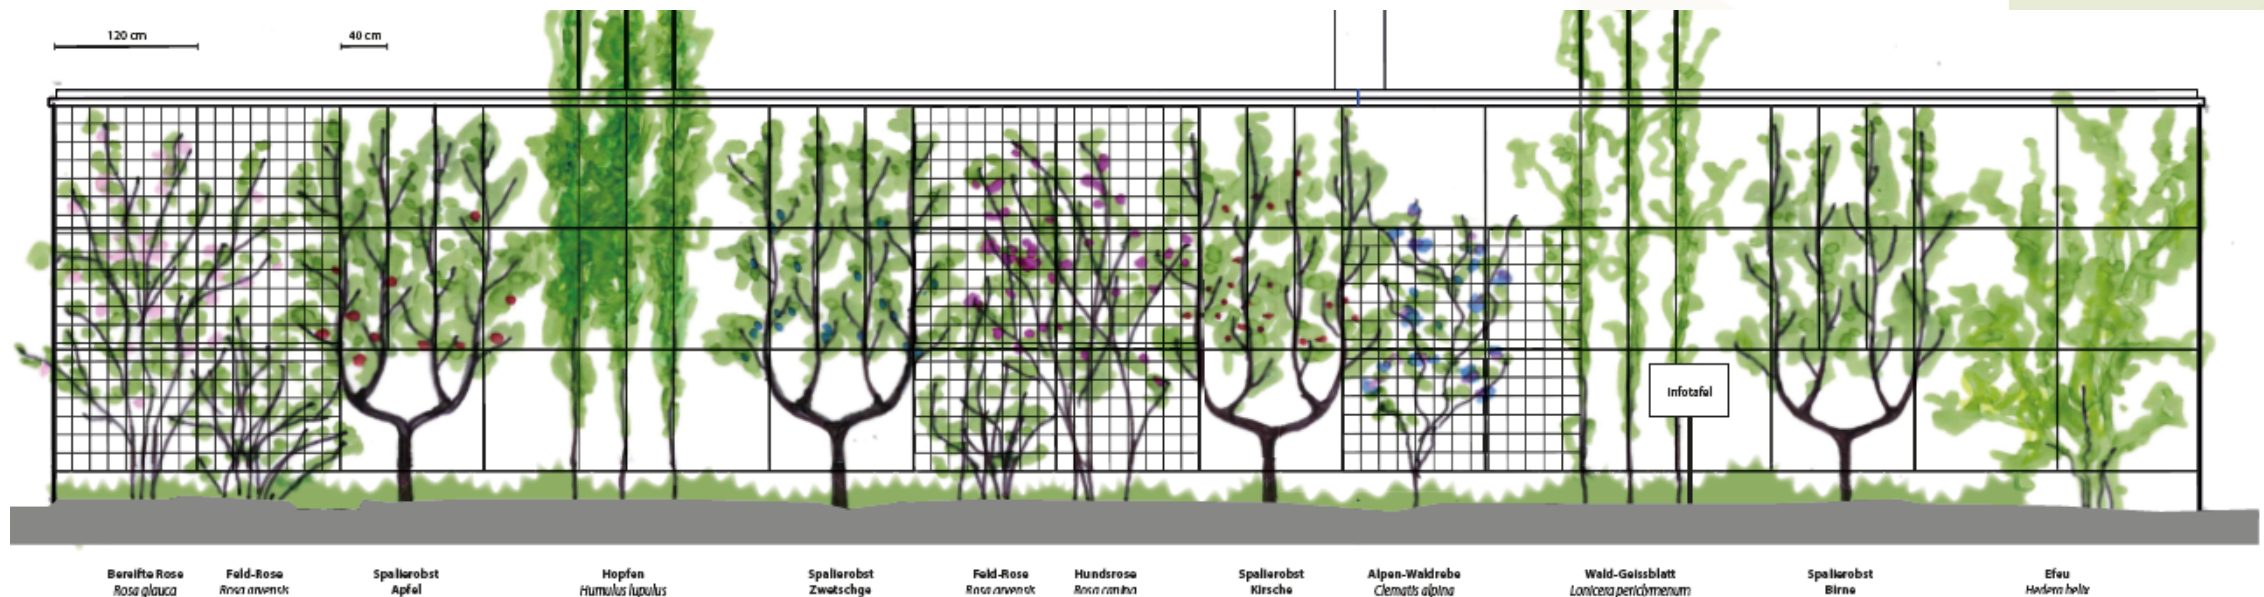 120 cm
40 cm
Infotafel
Bereifte Rose
Rosa glauca
Feld-Rose
Rosa arvensis
Spalierobst
Apfel
Hopfen
Humulus lupulus
Spalierobst
Zwetschge
Feld-Rose
Rosa arvensis
Hundsrose
Rosa canina
Spalierobst
Kirsche
Alpen-Waldrebe
Clematis alpina
Wald-Geissblatt
Lonicera periclymenum
Spalierobst
Birne
Efeu
Hedera helix